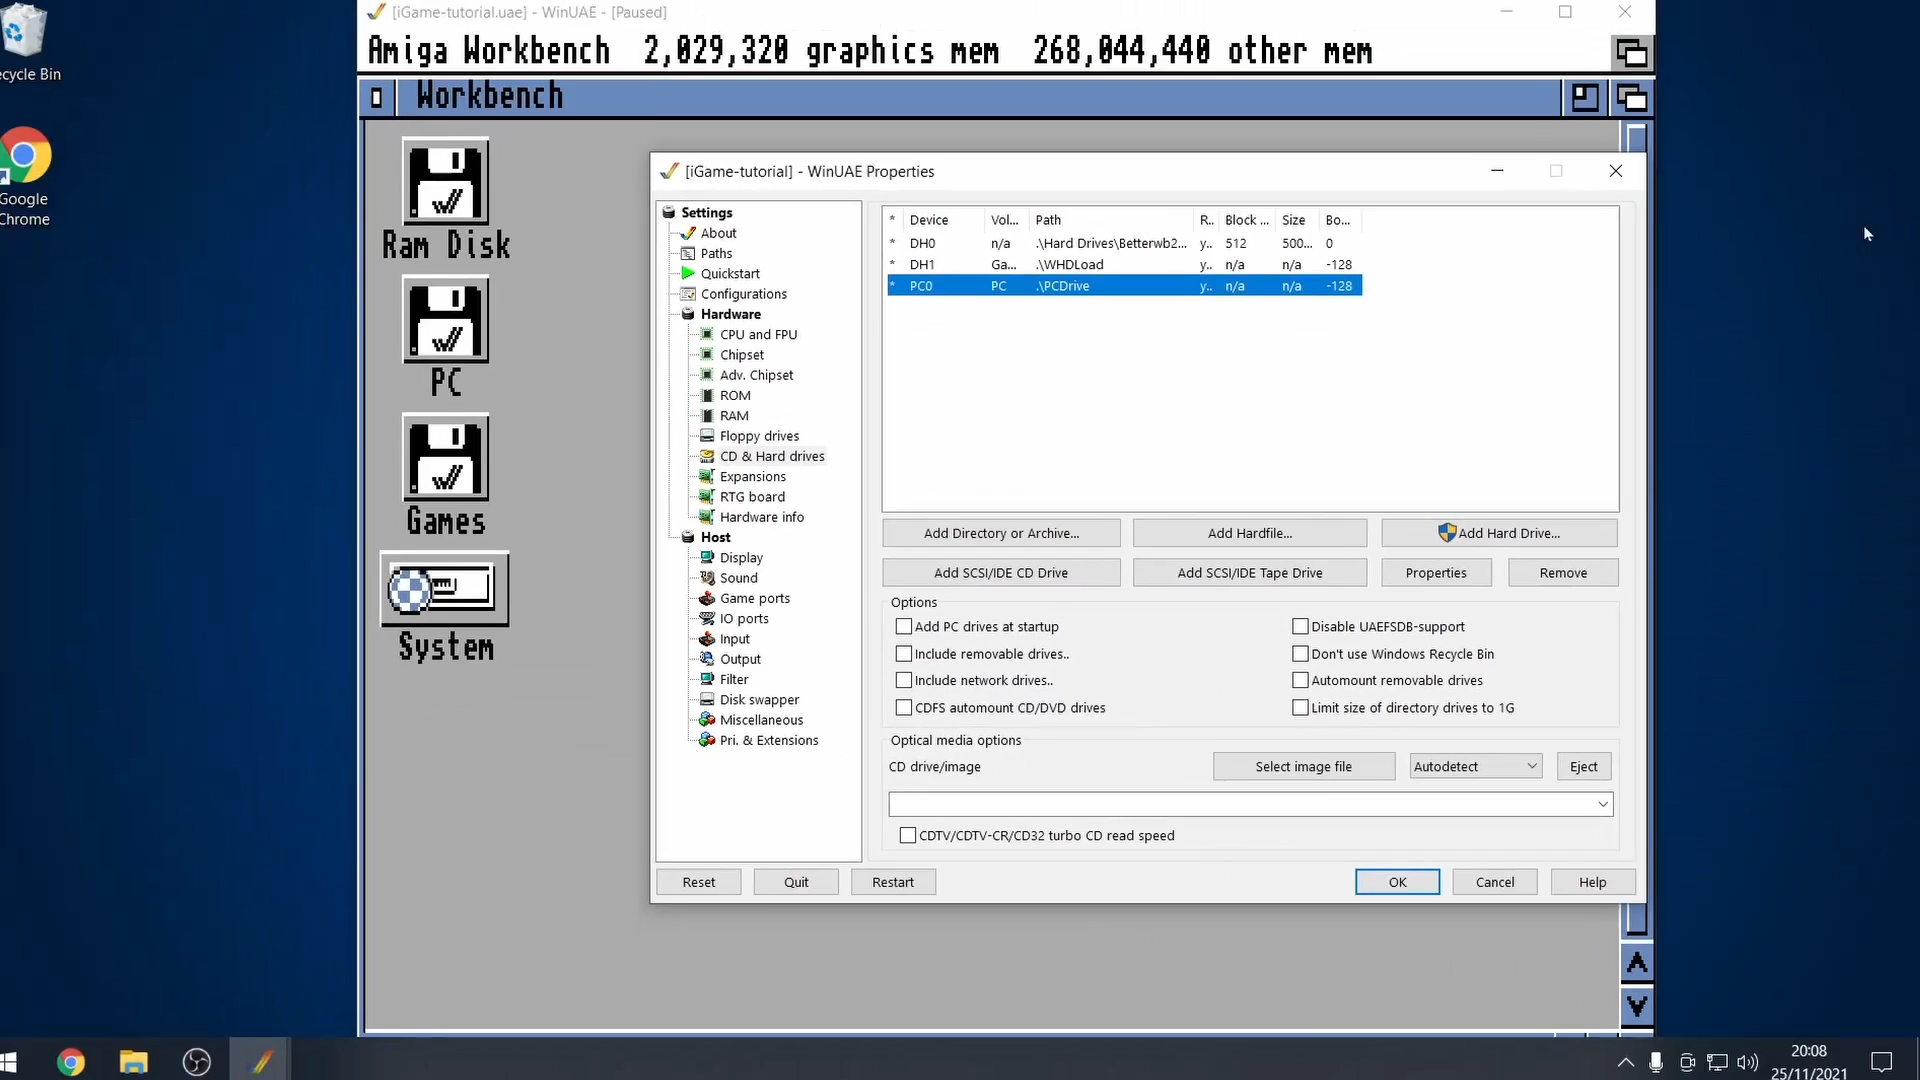 [iGame-tutorial.uae] - WinUAE - [Paused]
Amiga Workbench 2,029,320 graphics mem 268,044,440 other mem
Workbench
ecycle Bin
Google
Chrome
Ram Disk
PC
Games
System
[iGame-tutorial] - WinUAE Properties
Settings
About
Paths
Quickstart
Configurations
Hardware
CPU and FPU
Chipset
Adv. Chipset
ROM
RAM
Floppy drives
CD & Hard drives
Expansions
RTG board
Hardware info
Host
Display
Sound
Game ports
IO ports
Input
Output
Filter
Disk swapper
Miscellaneous
Pri. & Extensions
* Device Vol... Path R.. Block ... Size Bo...
* DH0 n/a .\Hard Drives\Betterwb2... y.. 512 500... 0
* DH1 Ga... .\WHDLoad y.. n/a n/a -128
* PC0 PC .\PCDrive y.. n/a n/a -128
Add Directory or Archive... Add Hardfile... Add Hard Drive...
Add SCSI/IDE CD Drive Add SCSI/IDE Tape Drive Properties Remove
Options
Add PC drives at startup Disable UAEFSDB-support
Include removable drives.. Don't use Windows Recycle Bin
Include network drives.. Automount removable drives
CDFS automount CD/DVD drives Limit size of directory drives to 1G
Optical media options
CD drive/image Select image file Autodetect Eject
CDTV/CDTV-CR/CD32 turbo CD read speed
Reset Quit Restart OK Cancel Help
20:08
25/11/2021